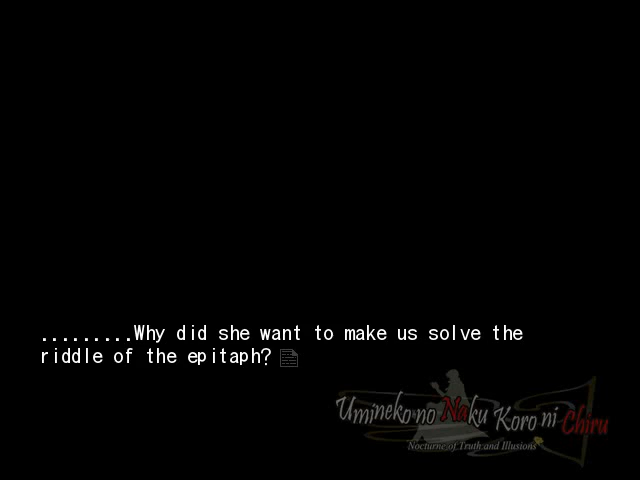 .........Why did she want to make us solve the
riddle of the epitaph?
Umineko no Naku Koro ni Chiru
Nocturne of Truth and Illusions